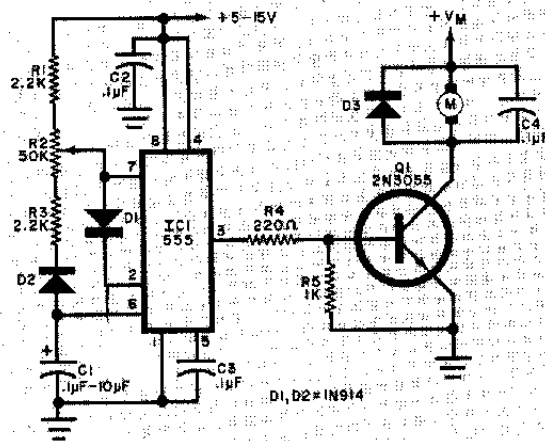 +5-15V
+VM
R1
2.2K
C2
.1µF
D3
M
C4
.1µF
R2
50K
8
4
7
Q1
2N3055
D1
IC1
555
3
R4
220Ω
R3
2.2K
D2
2
6
R5
1K
1
5
+
C1
.1µF-10µF
C3
.1µF
D1,D2=1N914